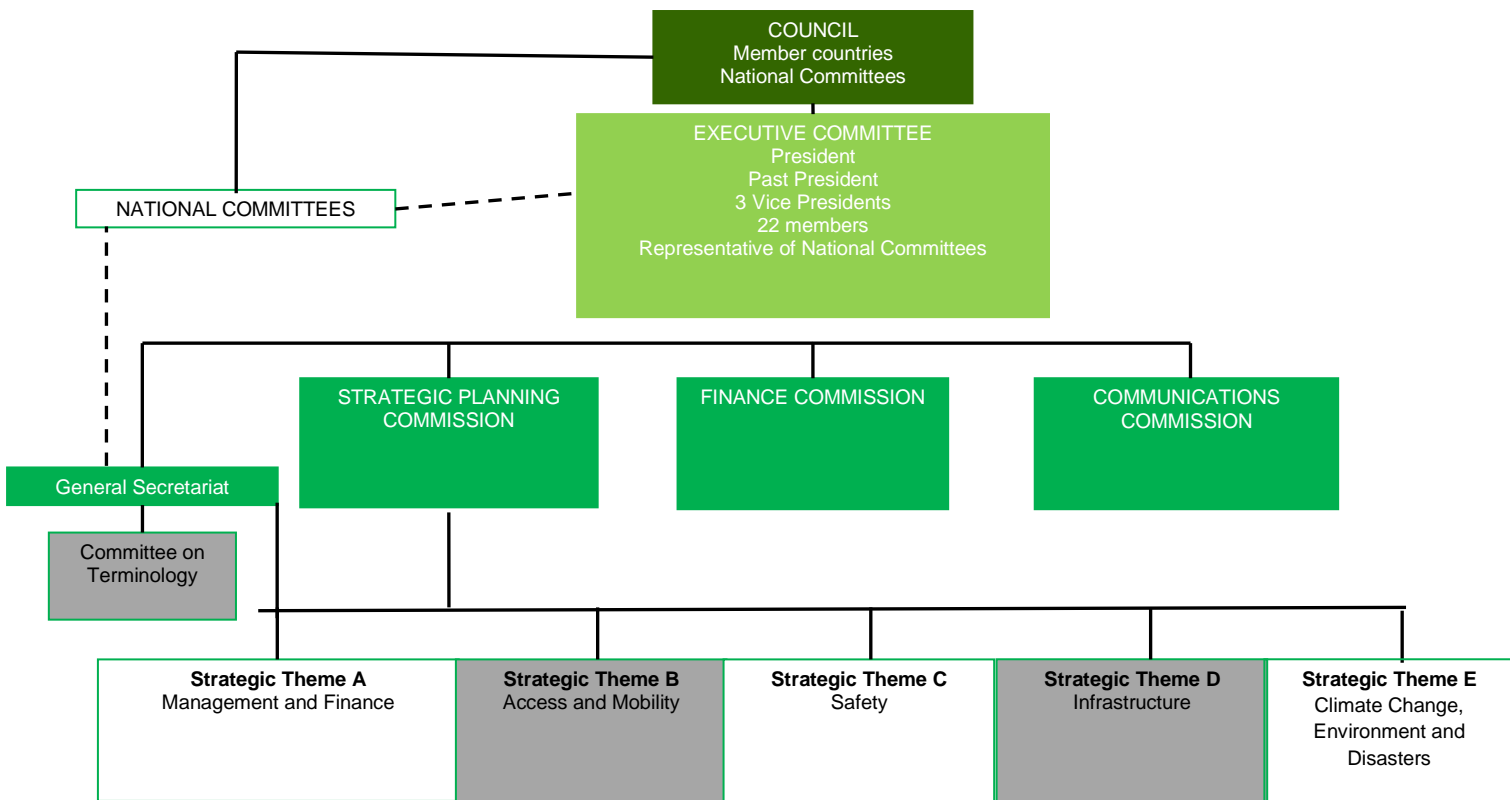 COUNCIL
Member countries
National Committees
EXECUTIVE COMMITTEE
President
Past President
3 Vice Presidents
22 members
Representative of National Committees
NATIONAL COMMITTEES
STRATEGIC PLANNING
COMMISSION
FINANCE COMMISSION
COMMUNICATIONS
COMMISSION
General Secretariat
Committee on
Terminology
Strategic Theme A
Management and Finance
Strategic Theme B
Access and Mobility
Strategic Theme C
Safety
Strategic Theme D
Infrastructure
Strategic Theme E
Climate Change,
Environment and
Disasters